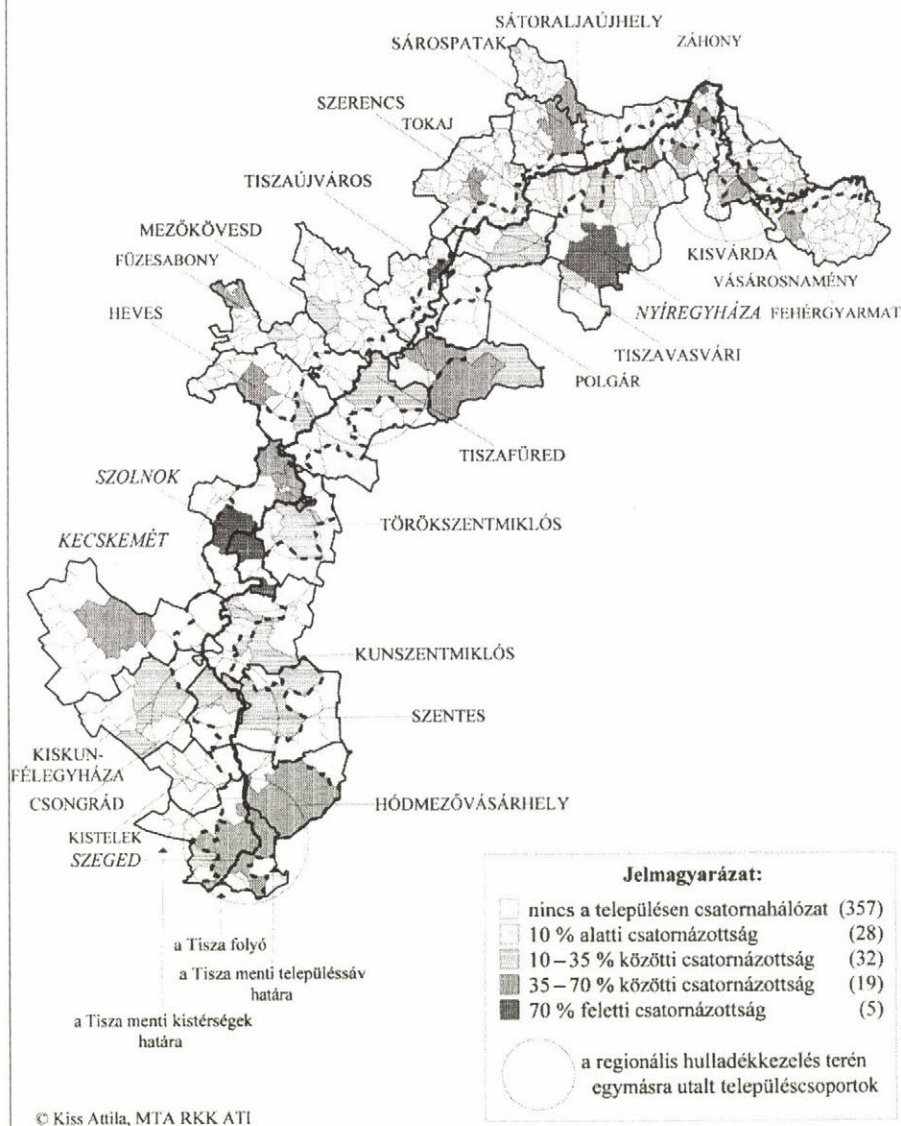 SÁTORALJAÚJHELY
SÁROSPATAK
ZÁHONY
SZERENCS
TOKAJ
TISZAÚJVÁROS
MEZŐKÖVESD
FÜZESABONY
HEVES
KISVÁRDA
VÁSÁROSNAMÉNY
NYÍREGYHÁZA FEHÉRGYARMAT
TISZAVASVÁRI
POLGÁR
TISZAFÜRED
SZOLNOK
TÖRÖKSZENTMIKLÓS
KECSKEMÉT
KUNSZENTMIKLÓS
SZENTES
KISKUN-
FÉLEGYHÁZA
CSONGRÁD
HÓDMEZŐVÁSÁRHELY
KISTELEK
SZEGED
a Tisza folyó
a Tisza menti településsáv
határa
a Tisza menti kistérségek
határa
Jelmagyarázat:
nincs a településen csatornahálózat (357)
10 % alatti csatornázottság (28)
10 – 35 % közötti csatornázottság (32)
35 – 70 % közötti csatornázottság (19)
70 % feletti csatornázottság (5)
a regionális hulladékkezelés terén
egymásra utalt településcsoportok
© Kiss Attila, MTA RKK ATI